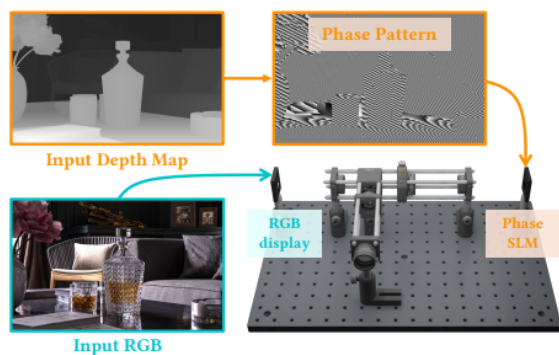 Phase Pattern
Input Depth Map
RGB
display
Phase
SLM
Input RGB